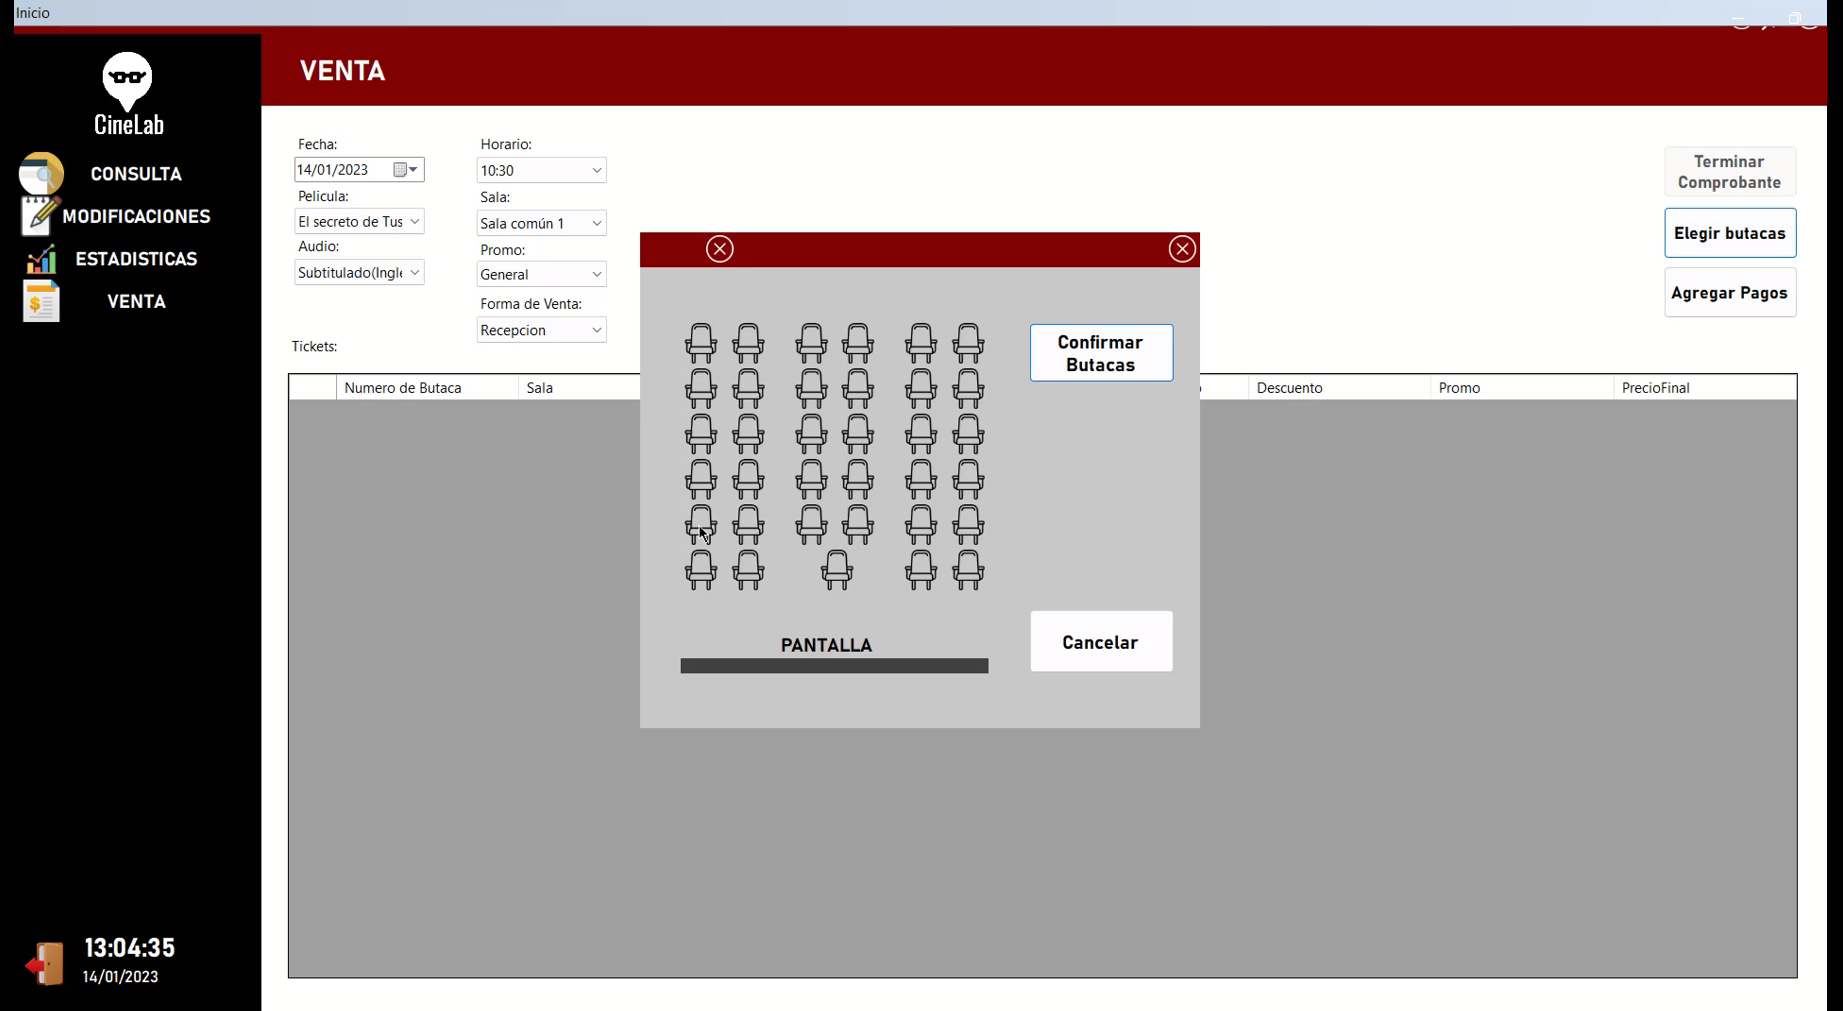 Inicio
VENTA
CineLab
CONSULTA
MODIFICACIONES
ESTADISTICAS
VENTA
13:04:35
14/01/2023
Fecha:
14/01/2023
Pelicula:
El secreto de Tus
Audio:
Subtitulado(Ingle
Horario:
10:30
Sala:
Sala común 1
Promo:
General
Forma de Venta:
Recepcion
Tickets:
Terminar
Comprobante
Elegir butacas
Agregar Pagos
Numero de Butaca
Sala
Descuento
Promo
PrecioFinal
Confirmar
Butacas
Cancelar
PANTALLA